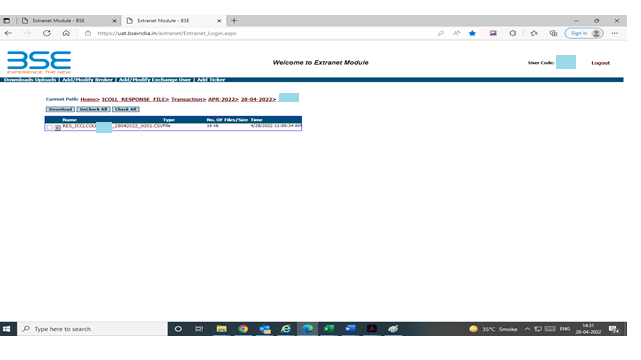 Extranet Module - BSE
Extranet Module - BSE
https://uat.bseindia.in/extranet/Extranet_Login.aspx
Sign in
BSE
EXPERIENCE THE NEW
Welcome to Extranet Module
User Code:
Logout
Downloads Uploads | Add/Modify Broker | Add/Modify Exchange User | Add Ticker
Current Path: Home> ICOLL_RESPONSE_FILE> Transaction> APR-2022> 28-04-2022>
Download UnCheck All Check All
Name Type No. OF Files/Size Time
RES_ICCLCOLL _28042022_0001.CSV File 16 kb 4/28/2022 11:00:34 AM
Type here to search
35°C Smoke
ENG
14:31
28-04-2022